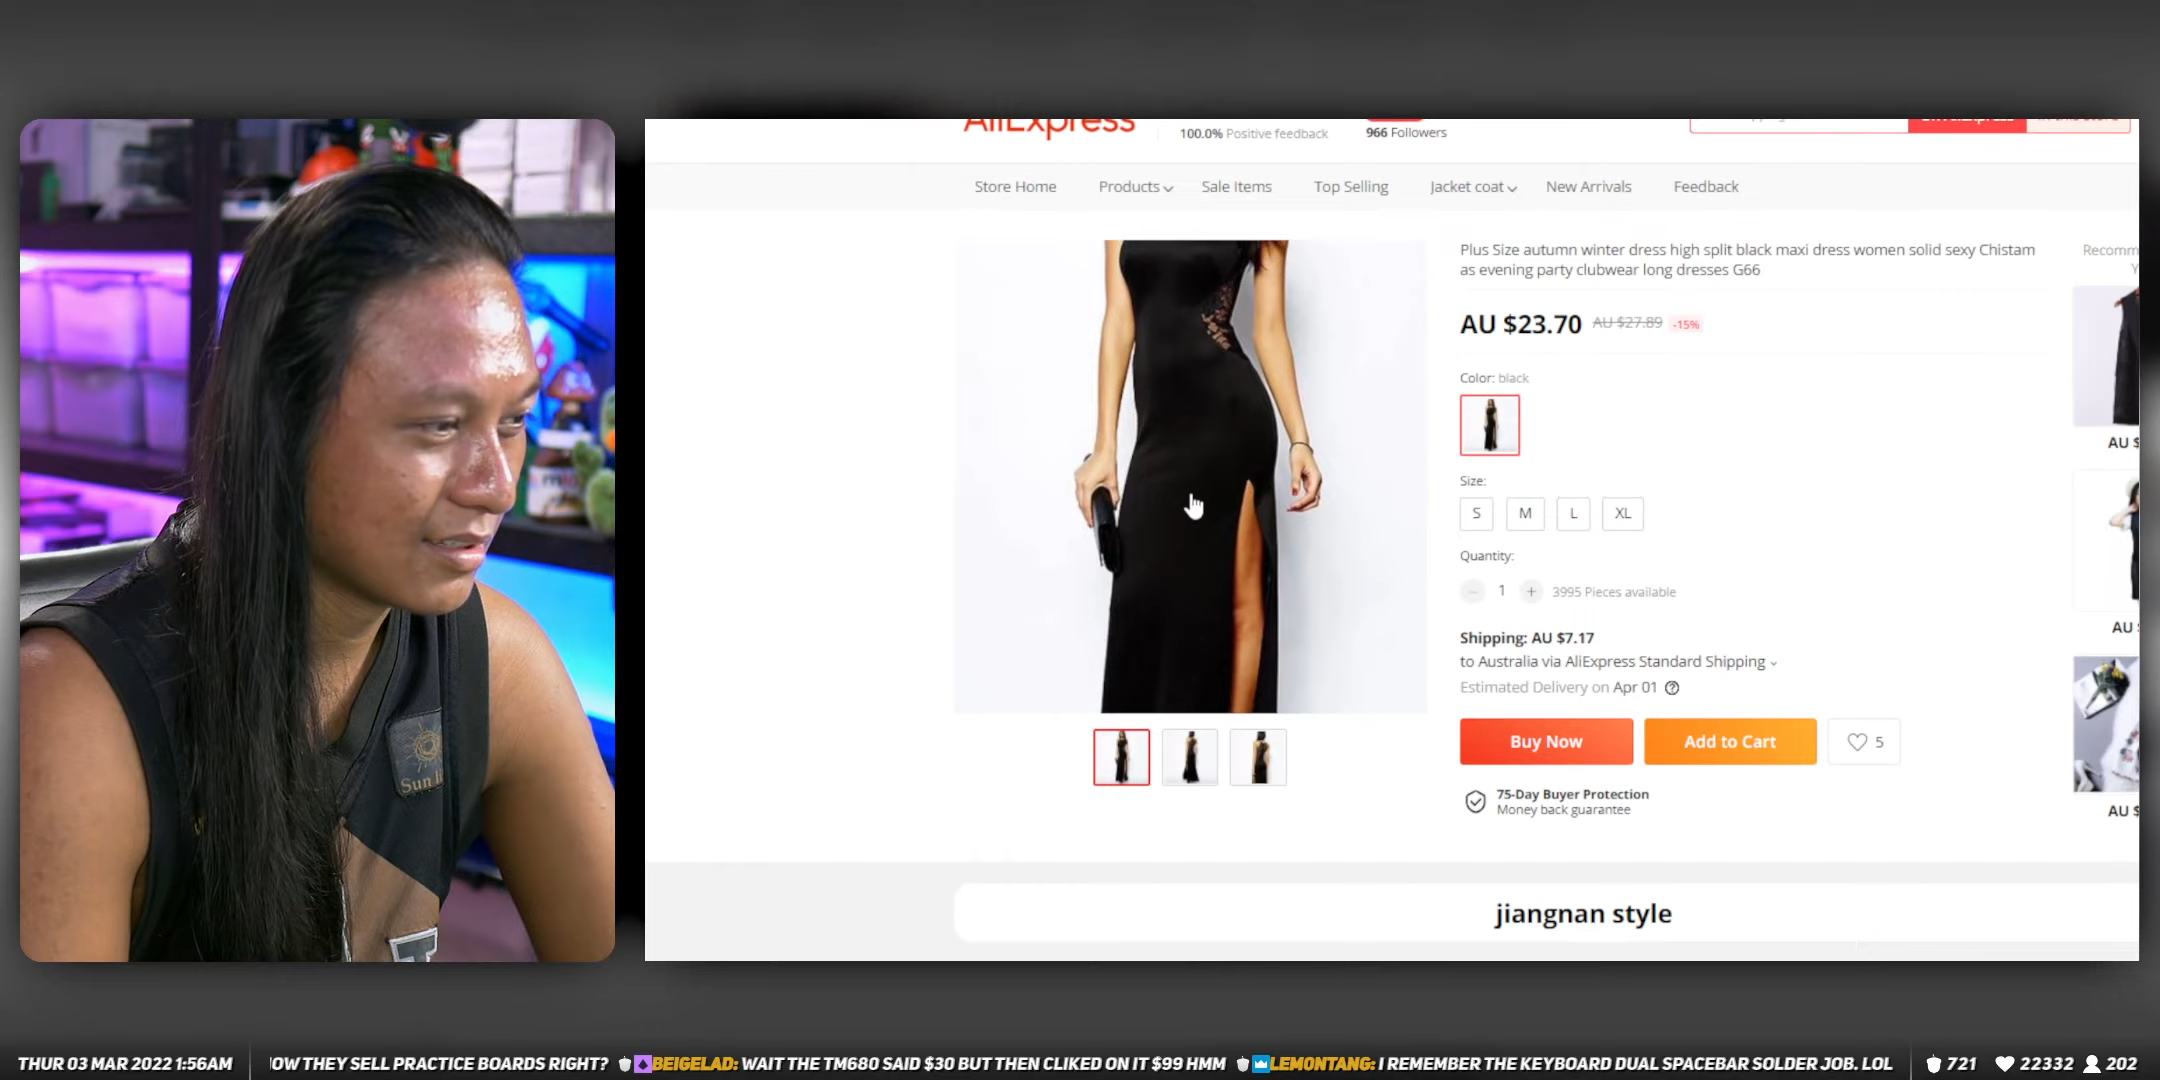 AliExpress
100.0% Positive feedback
966 Followers
Store Home Products Sale Items Top Selling Jacket coat New Arrivals Feedback
Plus Size autumn winter dress high split black maxi dress women solid sexy Chistam
as evening party clubwear long dresses G66
Recomm
Y
AU $23.70 AU $27.89 -15%
Color: black
AU $
Size:
S M L XL
Quantity:
− 1 + 3995 Pieces available
AU
Shipping: AU $7.17
to Australia via AliExpress Standard Shipping
Estimated Delivery on Apr 01
Buy Now Add to Cart 5
75-Day Buyer Protection
Money back guarantee
AU $
Sun
jiangnan style
THUR 03 MAR 2022 1:56AM OW THEY SELL PRACTICE BOARDS RIGHT? BEIGELAD: WAIT THE TM680 SAID $30 BUT THEN CLIKED ON IT $99 HMM LEMONTANG: I REMEMBER THE KEYBOARD DUAL SPACEBAR SOLDER JOB. LOL 721 22332 202